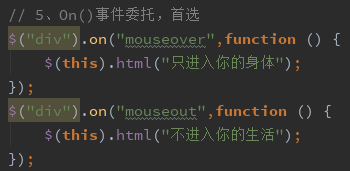 // 5、On()事件委托，首选
$("div").on("mouseover",function () {
    $(this).html("只进入你的身体");
});
$("div").on("mouseout",function () {
    $(this).html("不进入你的生活");
});